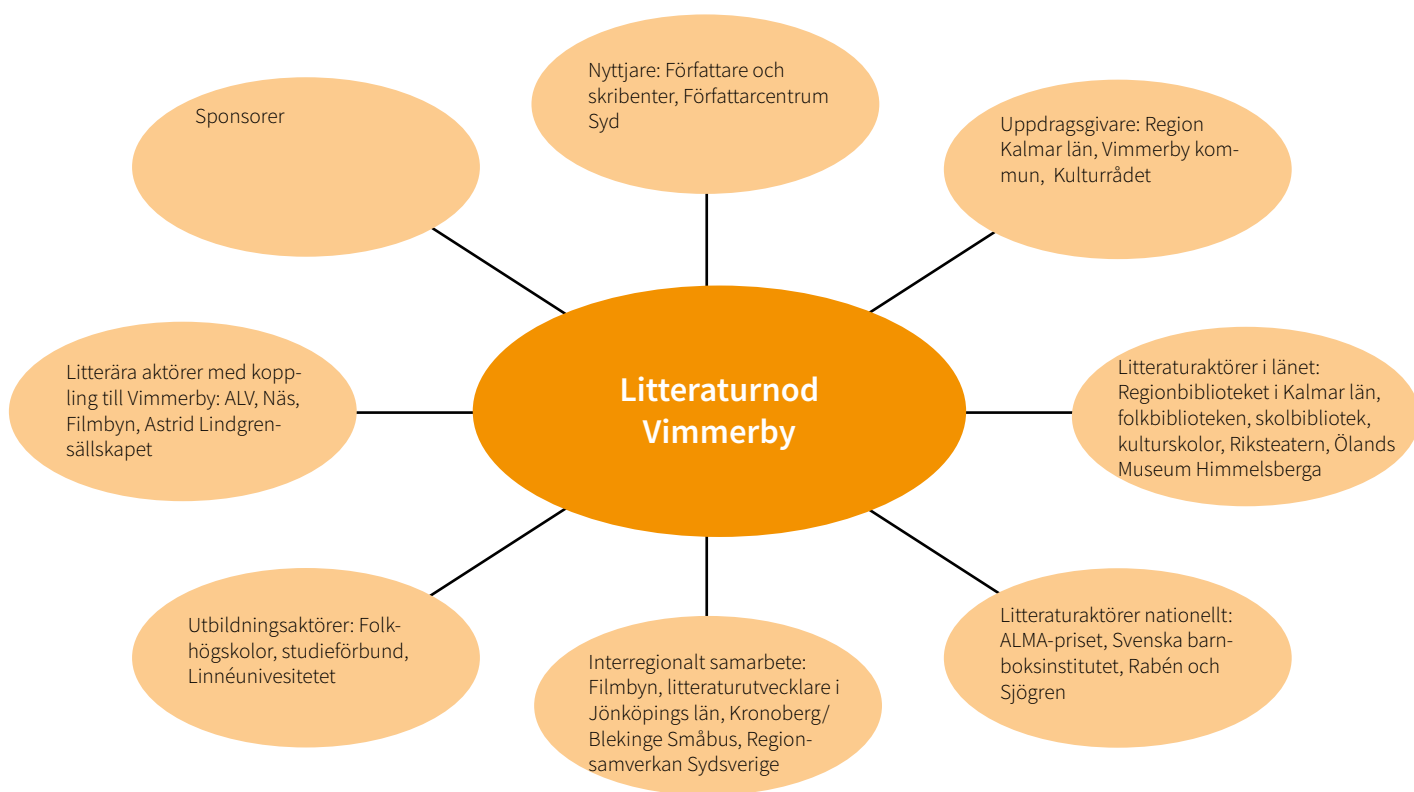 Nyttjare: Författare och
skribenter, Författarcentrum
Syd
Sponsorer
Uppdragsgivare: Region
Kalmar län, Vimmerby kom-
mun, Kulturrådet
Litterära aktörer med kopp-
ling till Vimmerby: ALV, Näs,
Filmbyn, Astrid Lindgren-
sällskapet
Litteraturnod
Vimmerby
Litteraturaktörer i länet:
Regionbiblioteket i Kalmar län,
folkbiblioteken, skolbibliotek,
kulturskolor, Riksteatern, Ölands
Museum Himmelsberga
Utbildningsaktörer: Folk-
högskolor, studieförbund,
Linnéunivesitetet
Interregionalt samarbete:
Filmbyn, litteraturutvecklare i
Jönköpings län, Kronoberg/
Blekinge Småbus, Region-
samverkan Sydsverige
Litteraturaktörer nationellt:
ALMA-priset, Svenska barn-
boksinstitutet, Rabén och
Sjögren